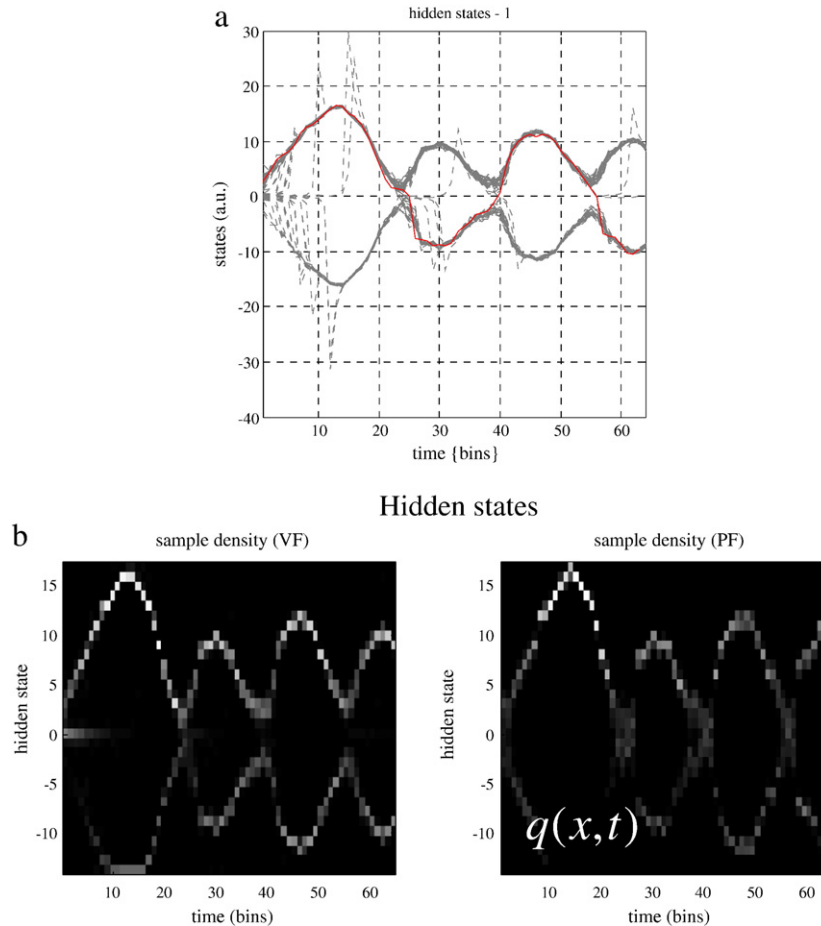 a
hidden states - 1
30
20
10
0
-10
-20
-30
-40
states (a.u.)
10 20 30 40 50 60
time {bins}
Hidden states
b
sample density (VF)
15
10
5
0
-5
-10
hidden state
10 20 30 40 50 60
time (bins)
sample density (PF)
15
10
5
0
-5
-10
hidden state
q(x,t)
10 20 30 40 50 60
time (bins)